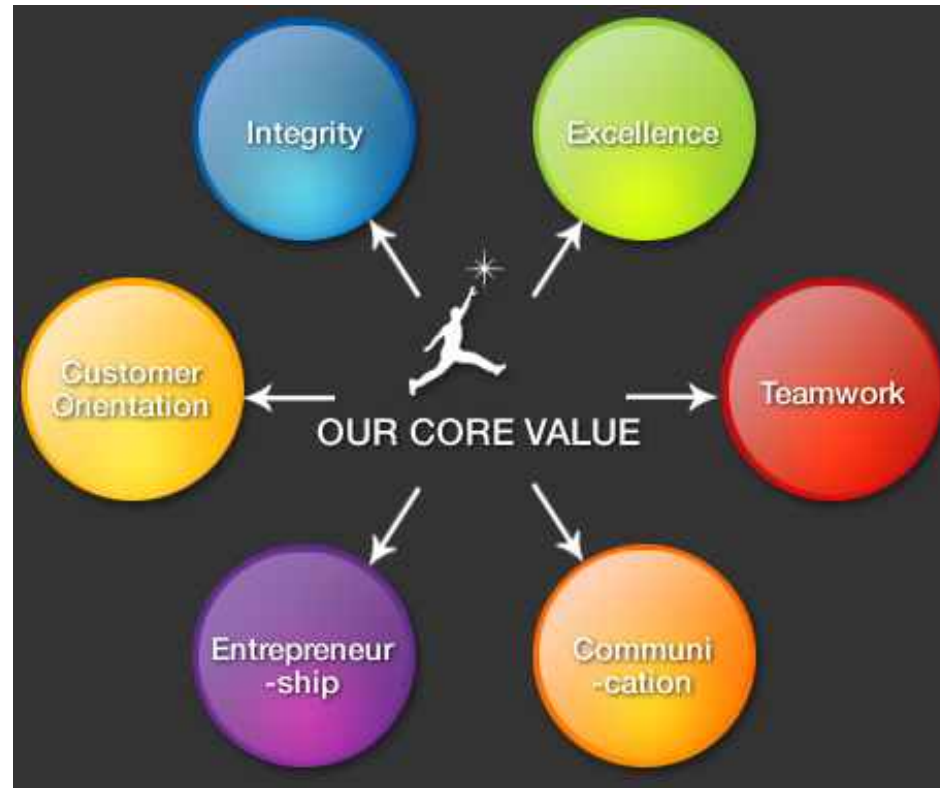 Integrity
Excellence
Customer
Orientation
OUR CORE VALUE
Teamwork
Entrepreneur
-ship
Communi
-cation